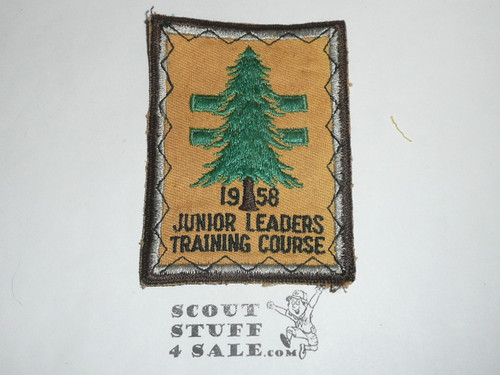 1958
JUNIOR LEADERS
TRAINING COURSE
SCOUT
STUFF
4 SALE.com